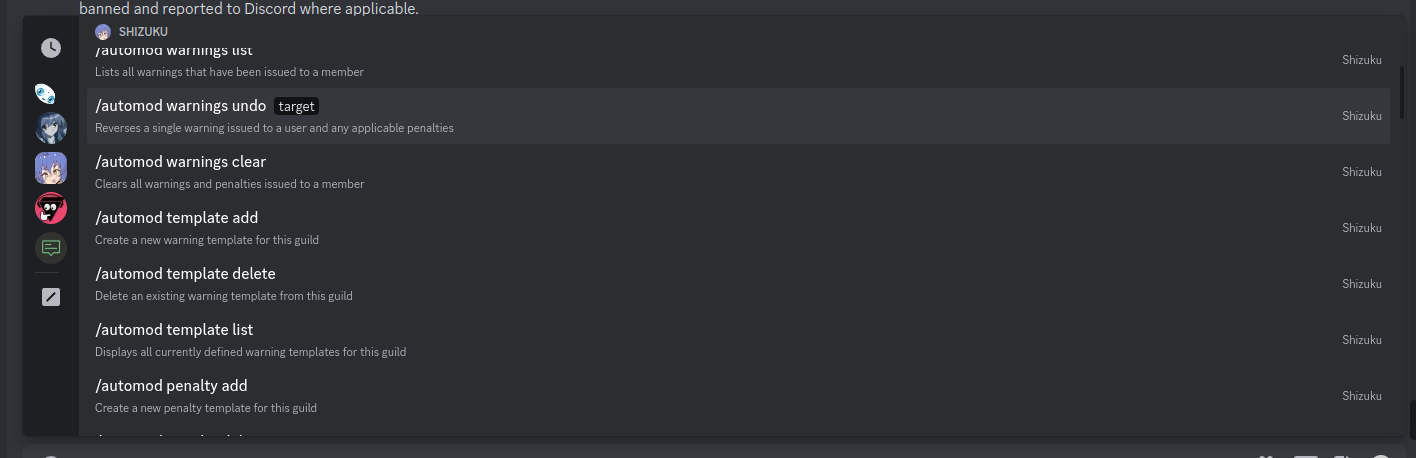 banned and reported to Discord where applicable.
SHIZUKU
/automod warnings list
Lists all warnings that have been issued to a member
Shizuku
/automod warnings undo target
Reverses a single warning issued to a user and any applicable penalties
Shizuku
/automod warnings clear
Clears all warnings and penalties issued to a member
Shizuku
/automod template add
Create a new warning template for this guild
Shizuku
/automod template delete
Delete an existing warning template from this guild
Shizuku
/automod template list
Displays all currently defined warning templates for this guild
Shizuku
/automod penalty add
Create a new penalty template for this guild
Shizuku